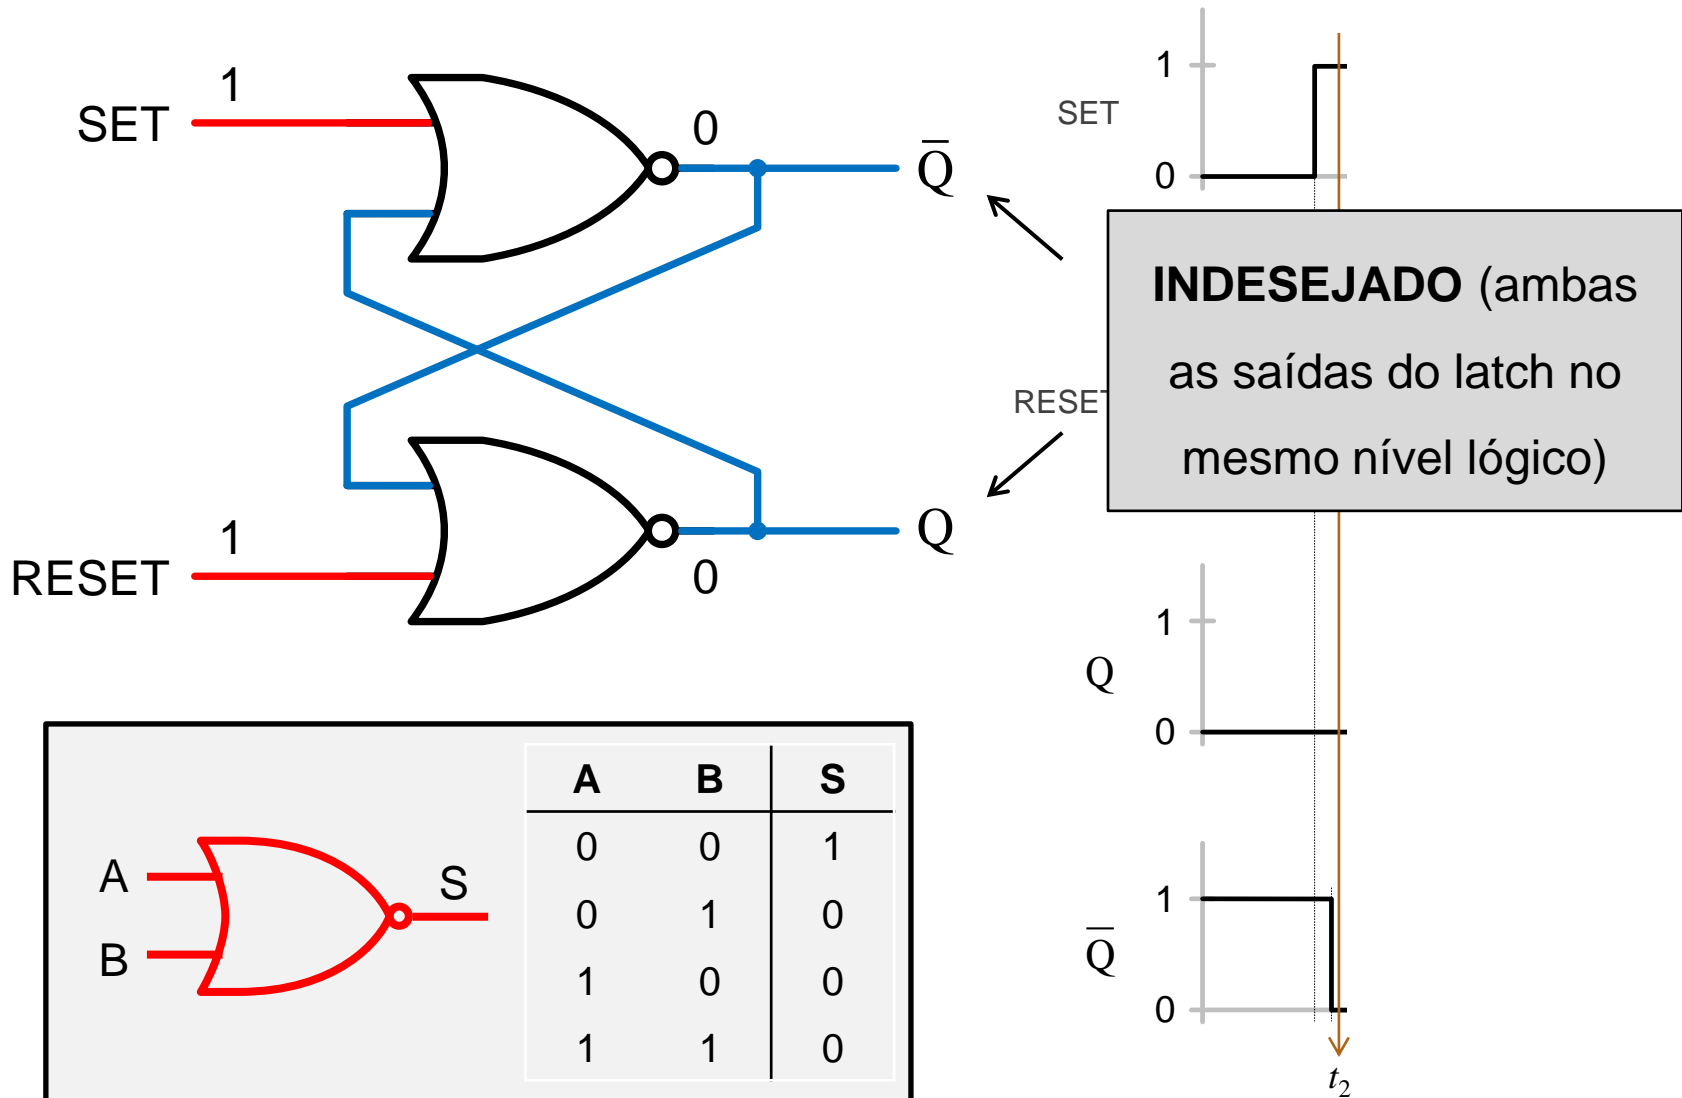 1
SET
0
Q̅
1
RESET
0
Q
SET
1
0
RESET
INDESEJADO (ambas
as saídas do latch no
mesmo nível lógico)
Q
1
0
Q̅
1
0
t₂
A
B
S
A B S
0 0 1
0 1 0
1 0 0
1 1 0